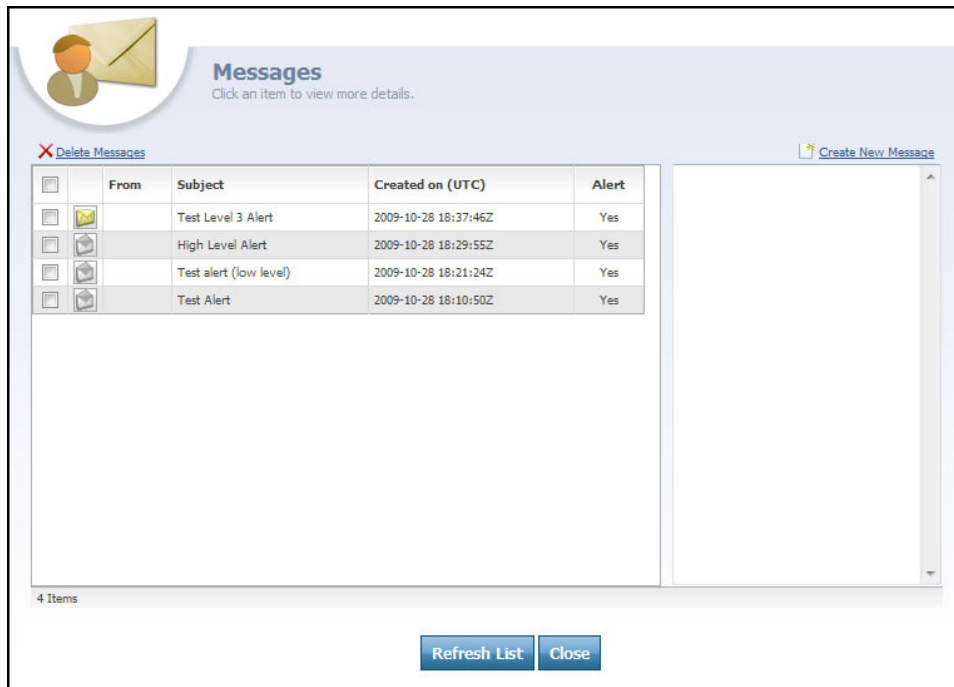 Messages
Click an item to view more details.
Delete Messages
Create New Message
From Subject Created on (UTC) Alert
Test Level 3 Alert 2009-10-28 18:37:46Z Yes
High Level Alert 2009-10-28 18:29:55Z Yes
Test alert (low level) 2009-10-28 18:21:24Z Yes
Test Alert 2009-10-28 18:10:50Z Yes
4 Items
Refresh List Close